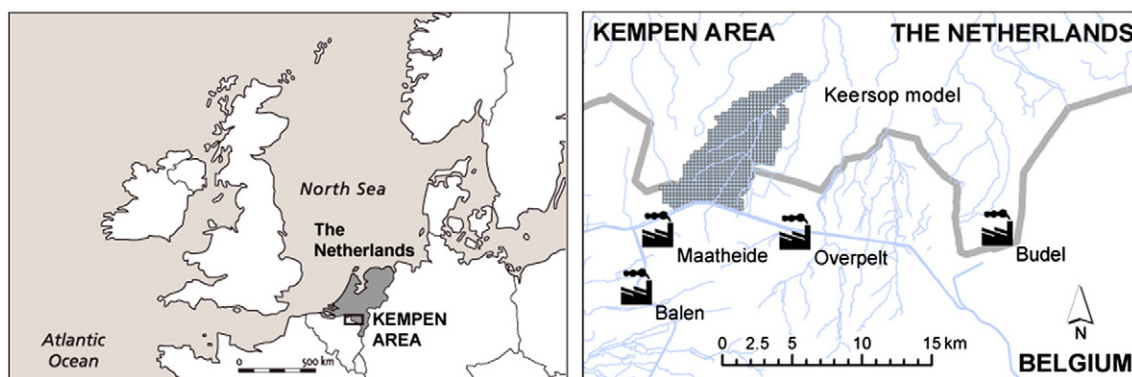 North Sea
The
Netherlands
KEMPEN
AREA
Atlantic
Ocean
0 500 km
KEMPEN AREA
THE NETHERLANDS
Keersop model
Maatheide
Overpelt
Budel
Balen
0 2.5 5 10 15 km
N
BELGIUM